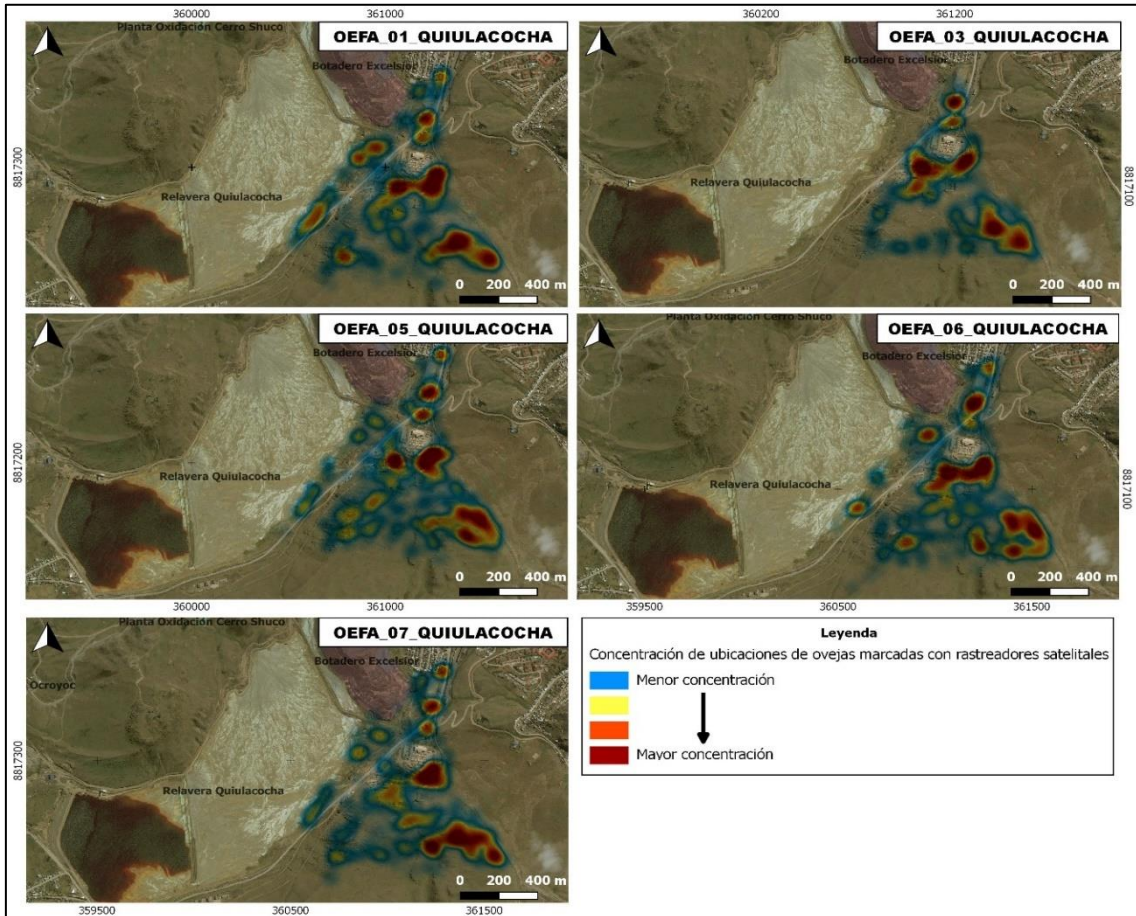 360000 361000 360200 361200
Planta Oxidación Cerro Shuco
OEFA_01_QUIULACOCHA
OEFA_03_QUIULACOCHA
Botadero Excelsior
Botadero Excelsior
8817300
8817100
Relavera Quiulacocha
Relavera Quiulacocha
0 200 400 m
0 200 400 m
Planta Oxidación Cerro Shuco
OEFA_05_QUIULACOCHA
OEFA_06_QUIULACOCHA
Botadero Excelsior
Botadero Excelsior
8817200
8817100
Relavera Quiulacocha
Relavera Quiulacocha
0 200 400 m
0 200 400 m
360000 361000 359500 360500 361500
Planta Oxidación Cerro Shuco
OEFA_07_QUIULACOCHA
Botadero Excelsior
Ocroyoc
8817300
Relavera Quiulacocha
0 200 400 m
359500 360500 361500
Leyenda
Concentración de ubicaciones de ovejas marcadas con rastreadores satelitales
Menor concentración
Mayor concentración